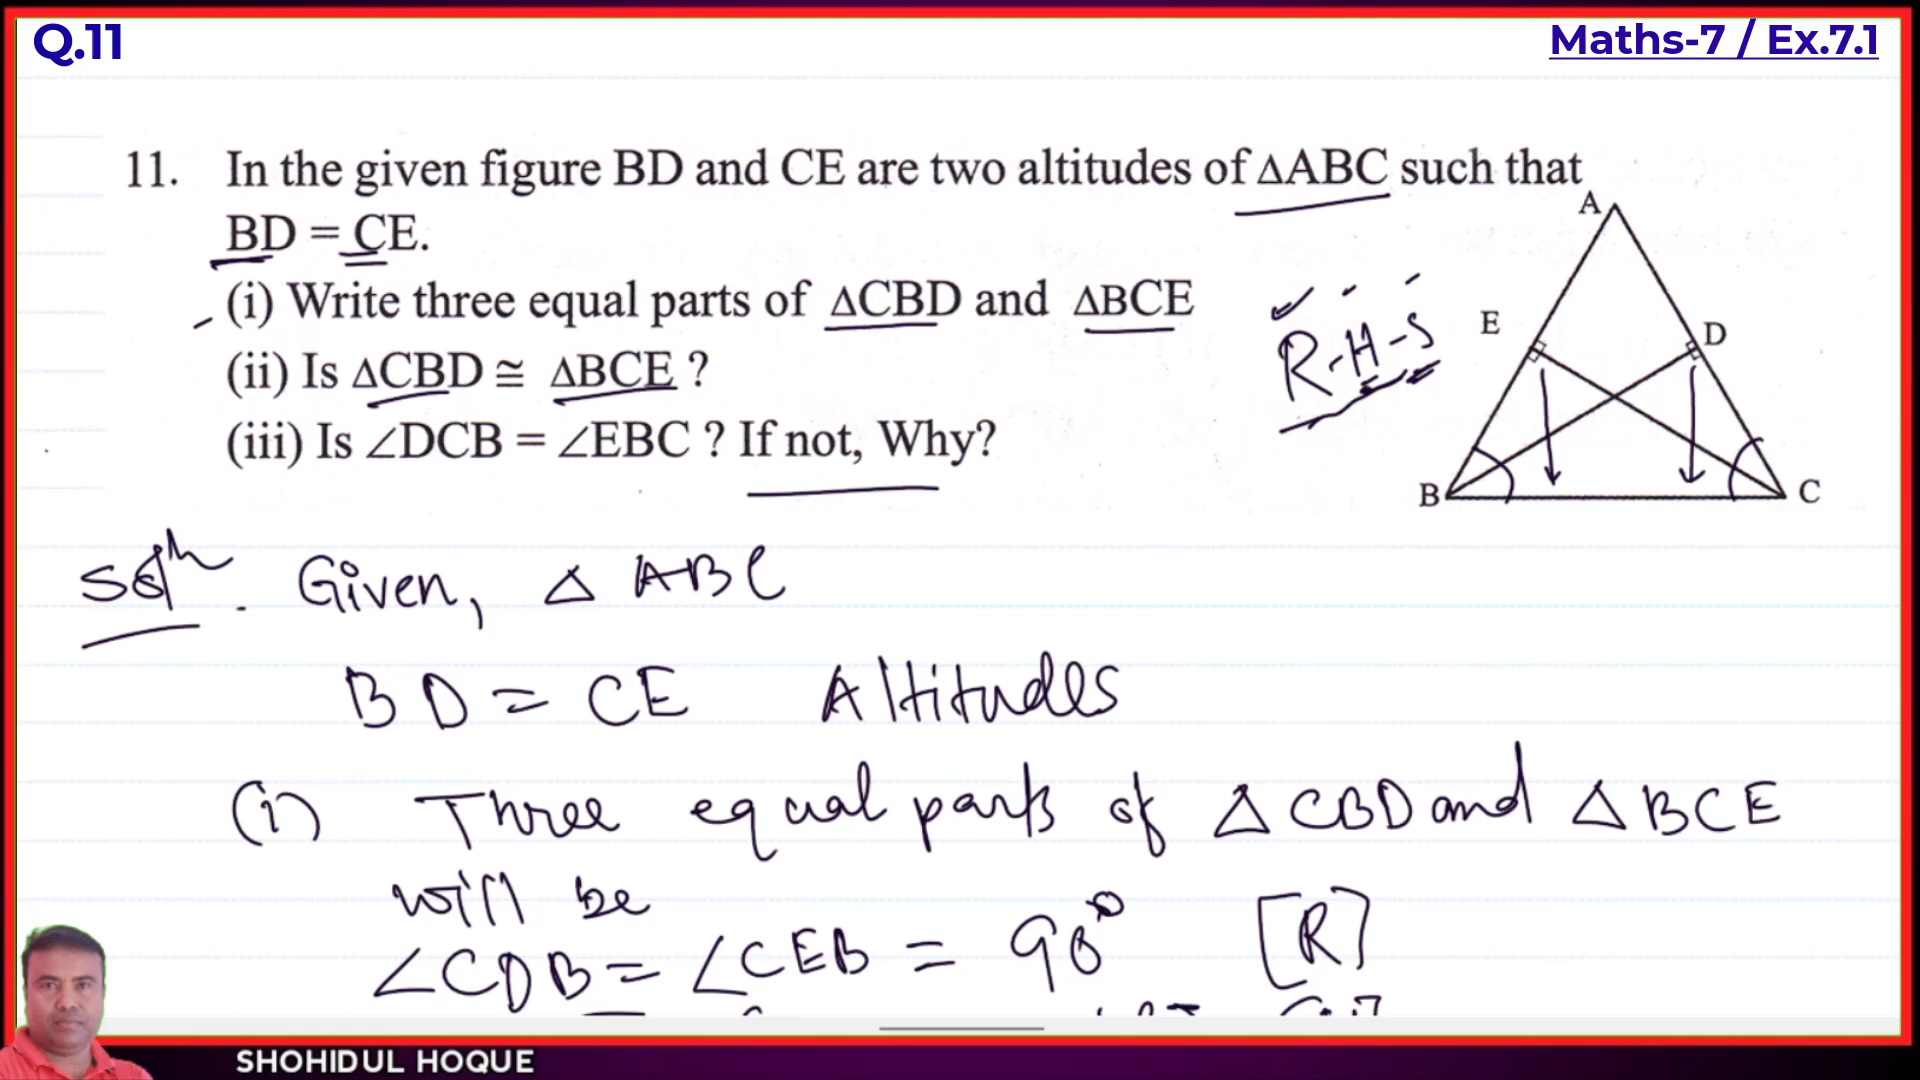 Q.11
Maths-7 / Ex.7.1
11. In the given figure BD and CE are two altitudes of ΔABC such that
BD = CE.
(i) Write three equal parts of ΔCBD and ΔBCE
(ii) Is ΔCBD ≅ ΔBCE ?
(iii) Is ∠DCB = ∠EBC ? If not, Why?
R-H-S
A
E
D
B
C
Solⁿ. Given, Δ ABC
BD = CE Altitudes
(i) Three equal parts of Δ CBD and Δ BCE
will be
∠CDB = ∠CEB = 90° [R]
SHOHIDUL HOQUE